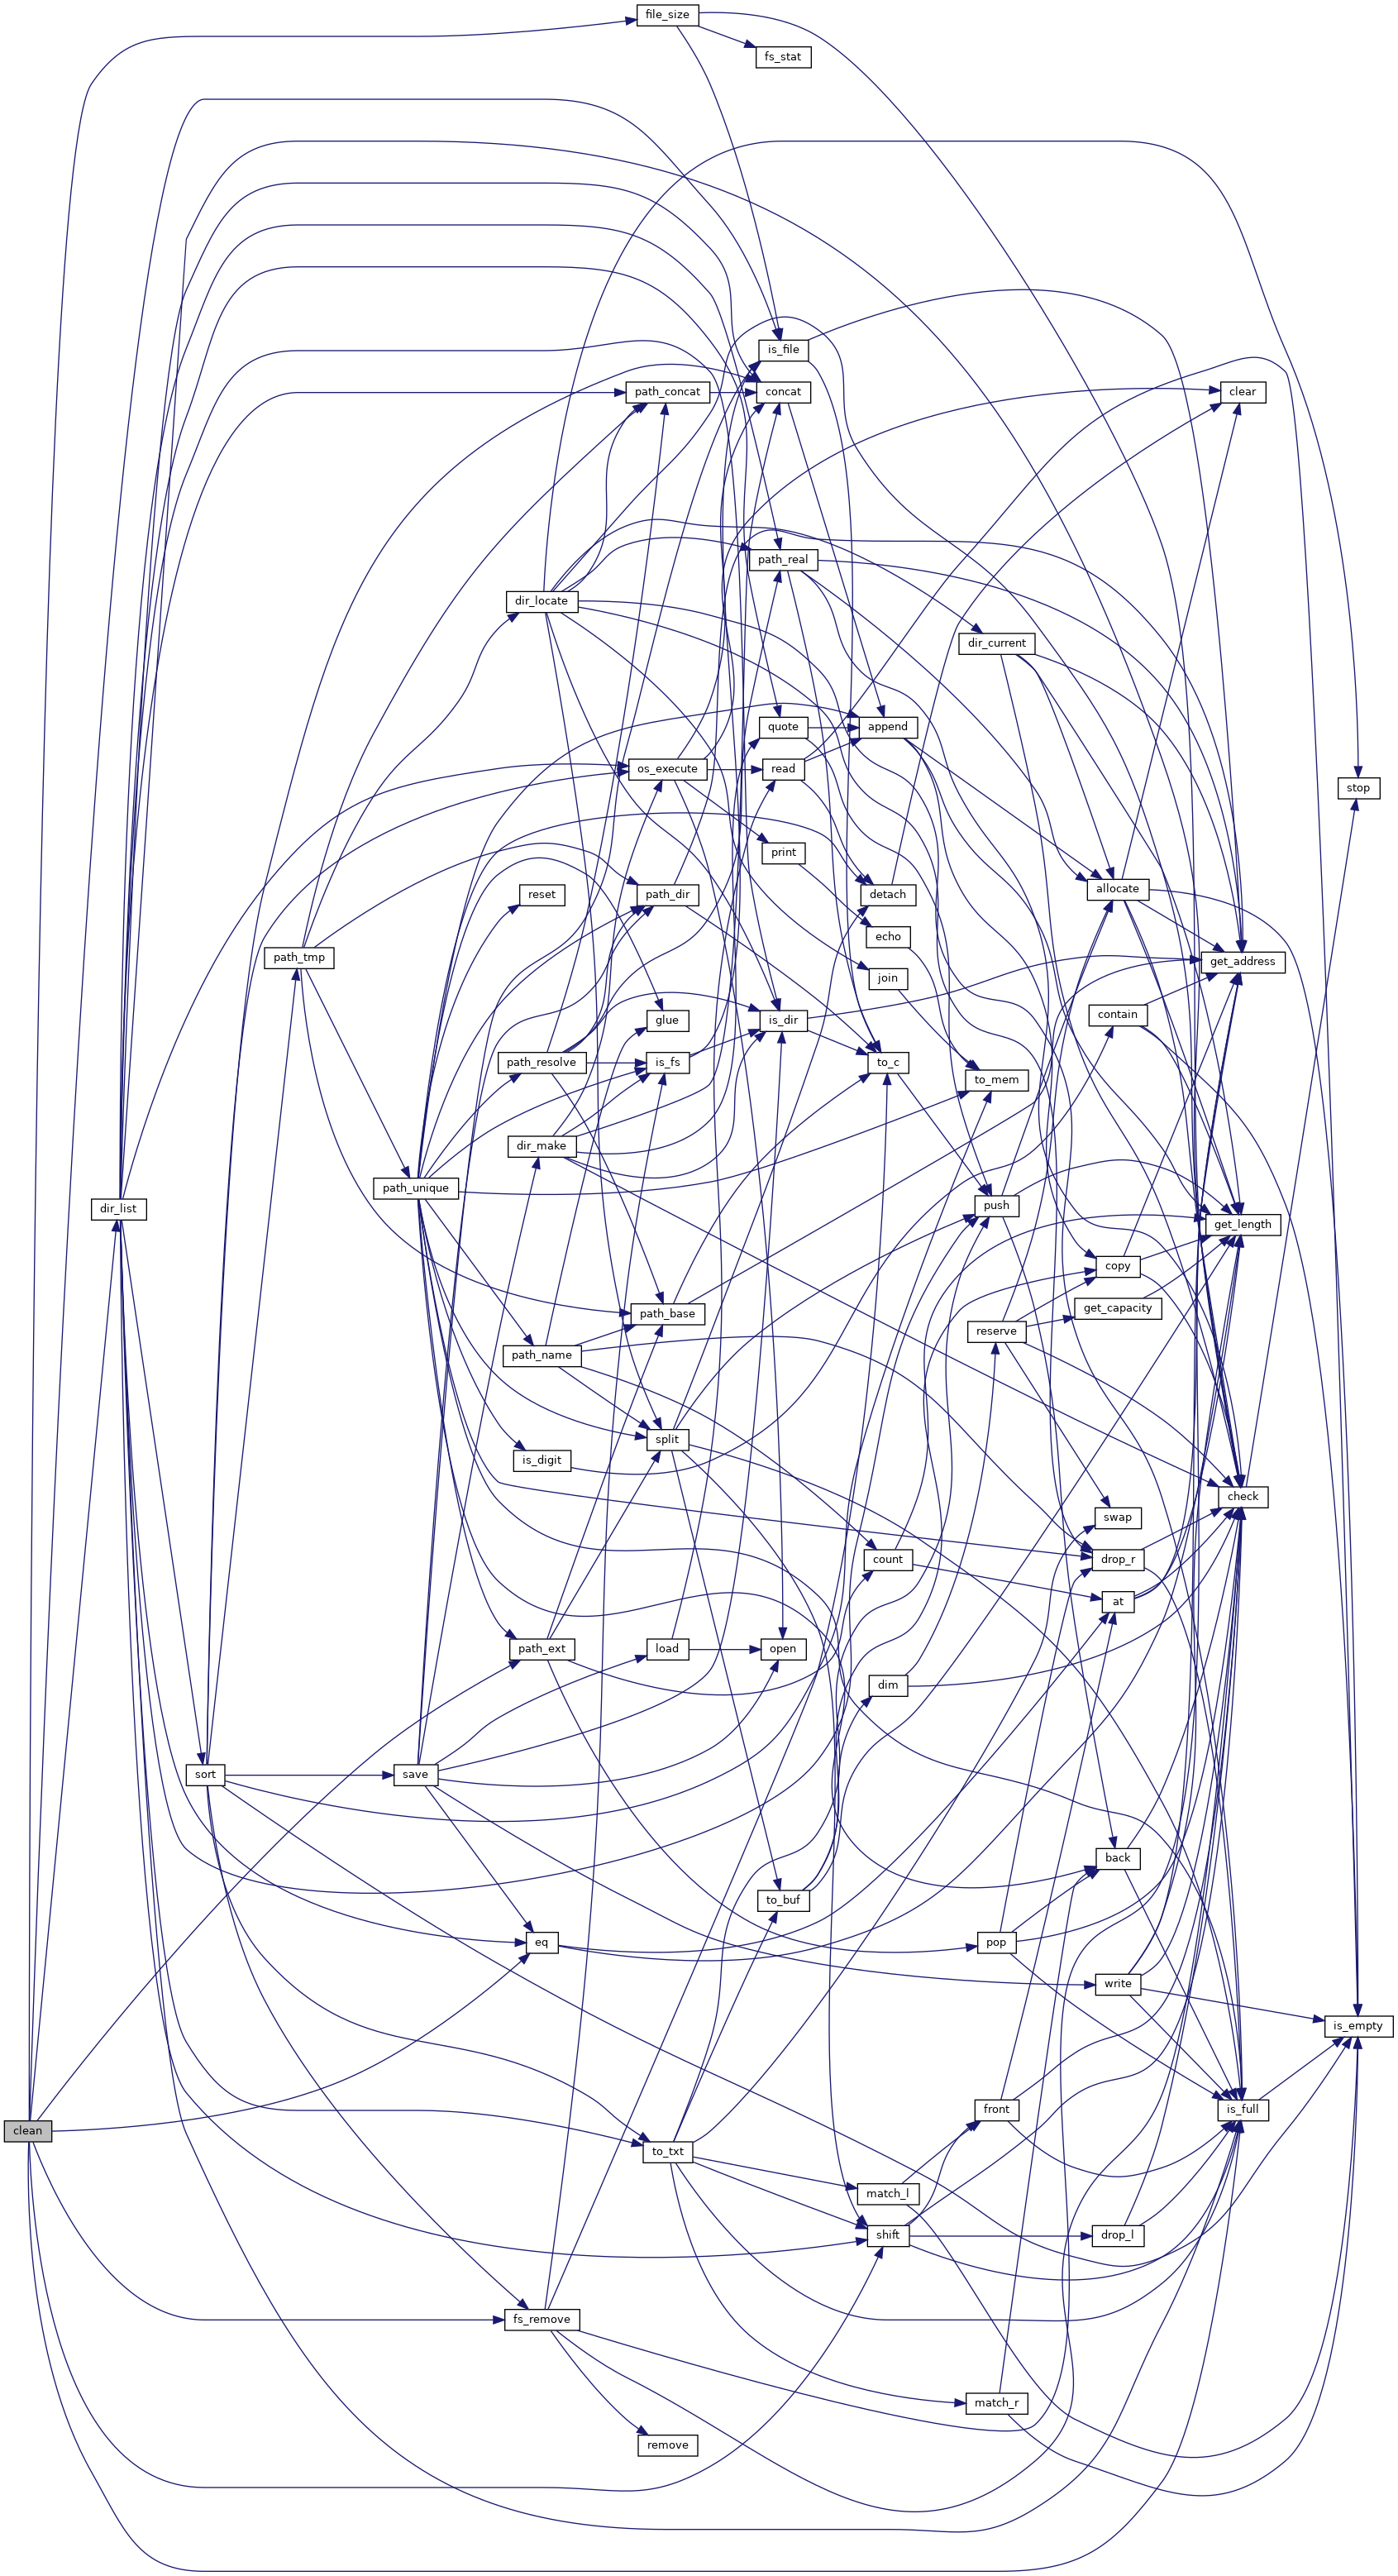 file_size
fs_stat
is_file
path_concat
concat
clear
path_real
dir_locate
dir_current
quote
append
os_execute
read
stop
print
reset
path_dir
detach
allocate
echo
path_tmp
get_address
join
glue
is_dir
contain
path_resolve
is_fs
to_c
to_mem
dir_make
path_unique
dir_list
push
get_length
copy
path_base
get_capacity
reserve
path_name
split
is_digit
check
swap
count
drop_r
at
path_ext
load
open
dim
sort
save
back
to_buf
eq
pop
write
is_empty
front
is_full
clean
to_txt
match_l
shift
drop_l
fs_remove
match_r
remove